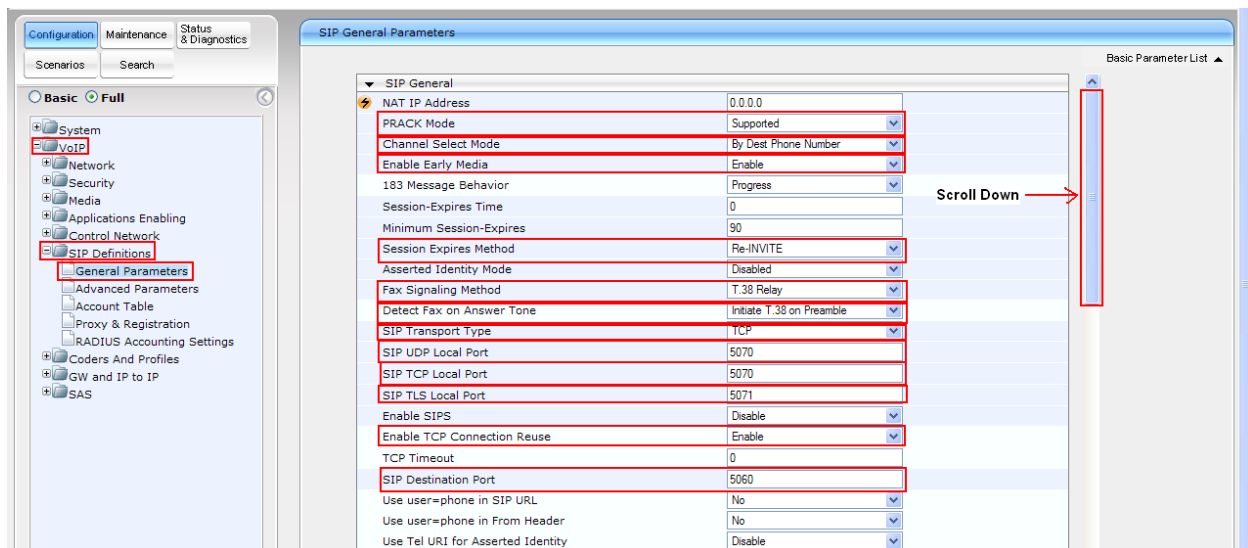 Configuration Maintenance Status
& Diagnostics
Scenarios Search
Basic Full
System
VoIP
Network
Security
Media
Applications Enabling
Control Network
SIP Definitions
General Parameters
Advanced Parameters
Account Table
Proxy & Registration
RADIUS Accounting Settings
Coders And Profiles
GW and IP to IP
SAS
SIP General Parameters
Basic Parameter List
SIP General
NAT IP Address 0.0.0.0
PRACK Mode Supported
Channel Select Mode By Dest Phone Number
Enable Early Media Enable
183 Message Behavior Progress
Session-Expires Time 0
Minimum Session-Expires 90
Session Expires Method Re-INVITE
Asserted Identity Mode Disabled
Fax Signaling Method T.38 Relay
Detect Fax on Answer Tone Initiate T.38 on Preamble
SIP Transport Type TCP
SIP UDP Local Port 5070
SIP TCP Local Port 5070
SIP TLS Local Port 5071
Enable SIPS Disable
Enable TCP Connection Reuse Enable
TCP Timeout 0
SIP Destination Port 5060
Use user=phone in SIP URL No
Use user=phone in From Header No
Use Tel URI for Asserted Identity Disable
Scroll Down